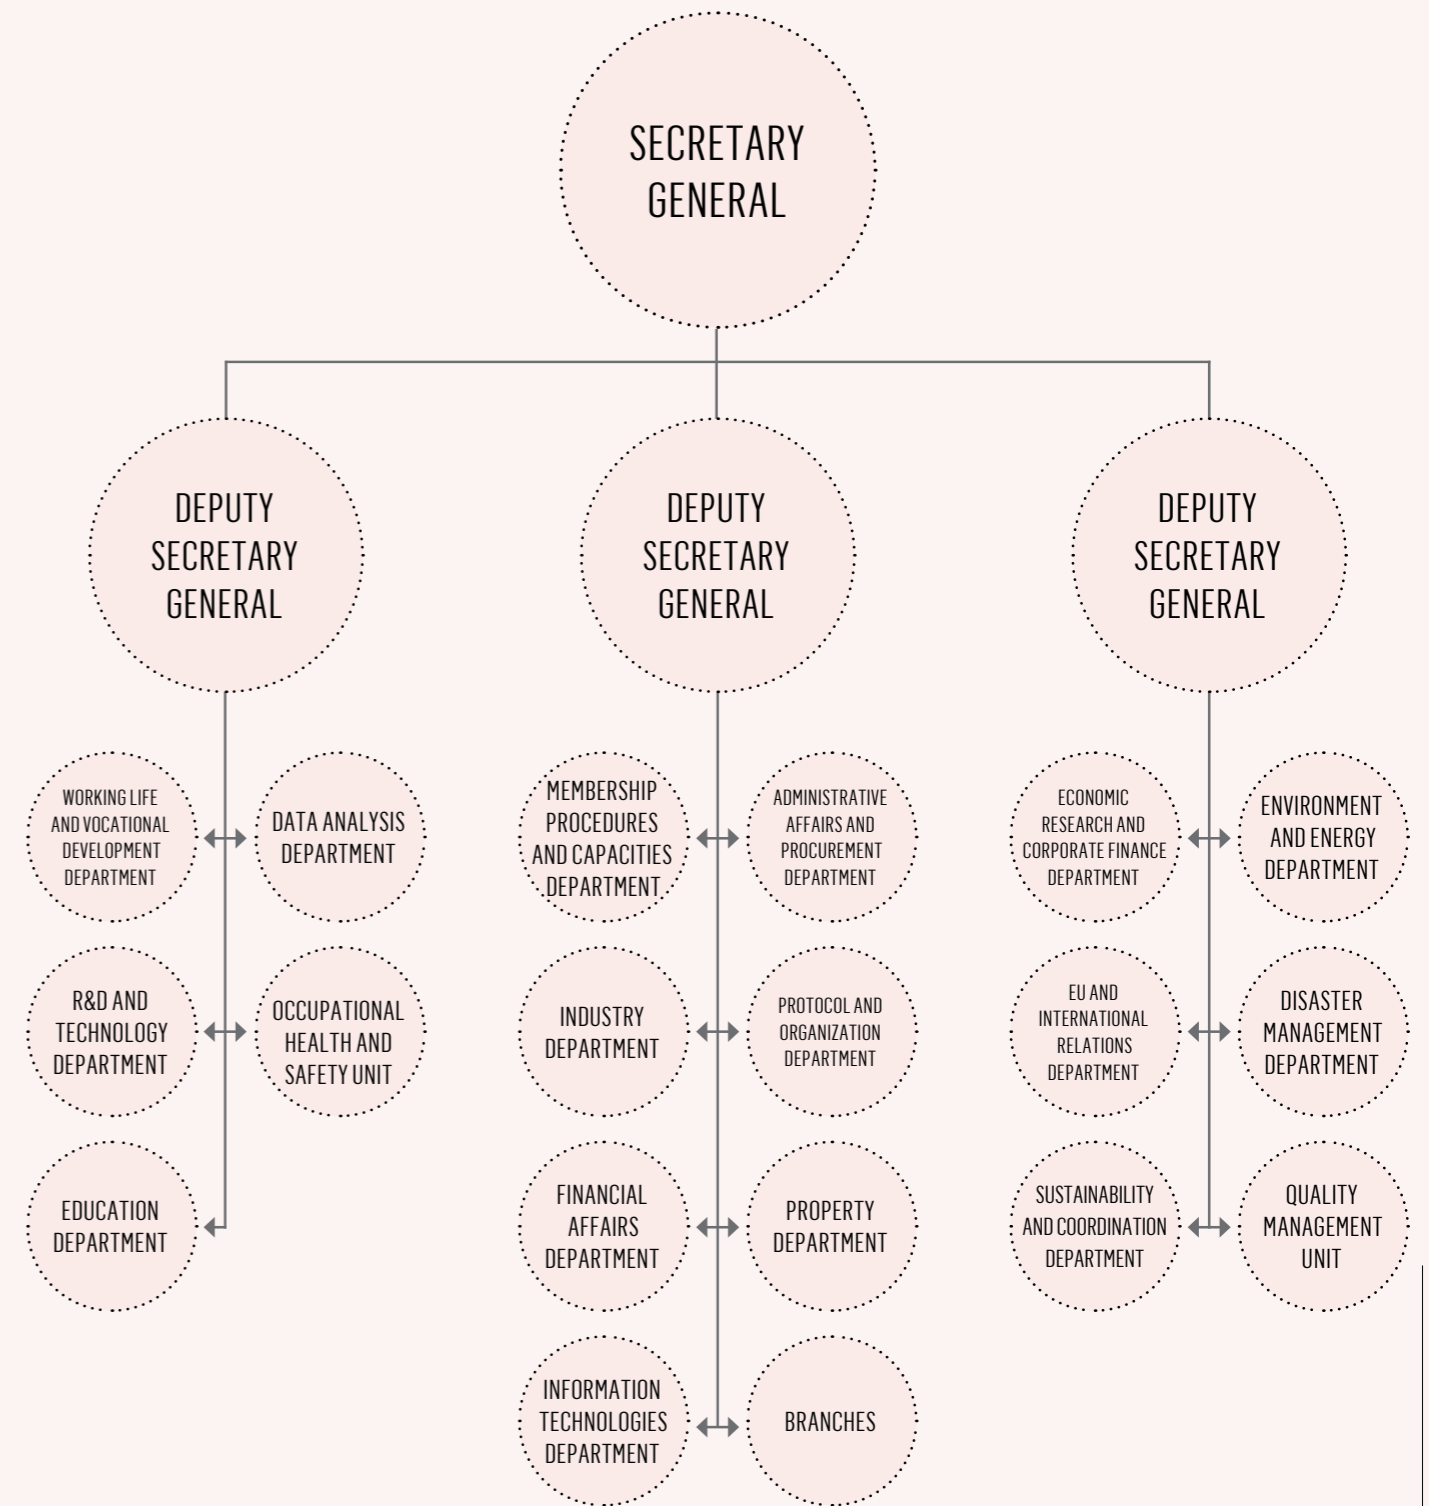 SECRETARY
GENERAL
DEPUTY
SECRETARY
GENERAL
DEPUTY
SECRETARY
GENERAL
DEPUTY
SECRETARY
GENERAL
WORKING LIFE
AND VOCATIONAL
DEVELOPMENT
DEPARTMENT
DATA ANALYSIS
DEPARTMENT
MEMBERSHIP
PROCEDURES
AND CAPACITIES
DEPARTMENT
ADMINISTRATIVE
AFFAIRS AND
PROCUREMENT
DEPARTMENT
ECONOMIC
RESEARCH AND
CORPORATE FINANCE
DEPARTMENT
ENVIRONMENT
AND ENERGY
DEPARTMENT
R&D AND
TECHNOLOGY
DEPARTMENT
OCCUPATIONAL
HEALTH AND
SAFETY UNIT
INDUSTRY
DEPARTMENT
PROTOCOL AND
ORGANIZATION
DEPARTMENT
EU AND
INTERNATIONAL
RELATIONS
DEPARTMENT
DISASTER
MANAGEMENT
DEPARTMENT
EDUCATION
DEPARTMENT
FINANCIAL
AFFAIRS
DEPARTMENT
PROPERTY
DEPARTMENT
SUSTAINABILITY
AND COORDINATION
DEPARTMENT
QUALITY
MANAGEMENT
UNIT
INFORMATION
TECHNOLOGIES
DEPARTMENT
BRANCHES